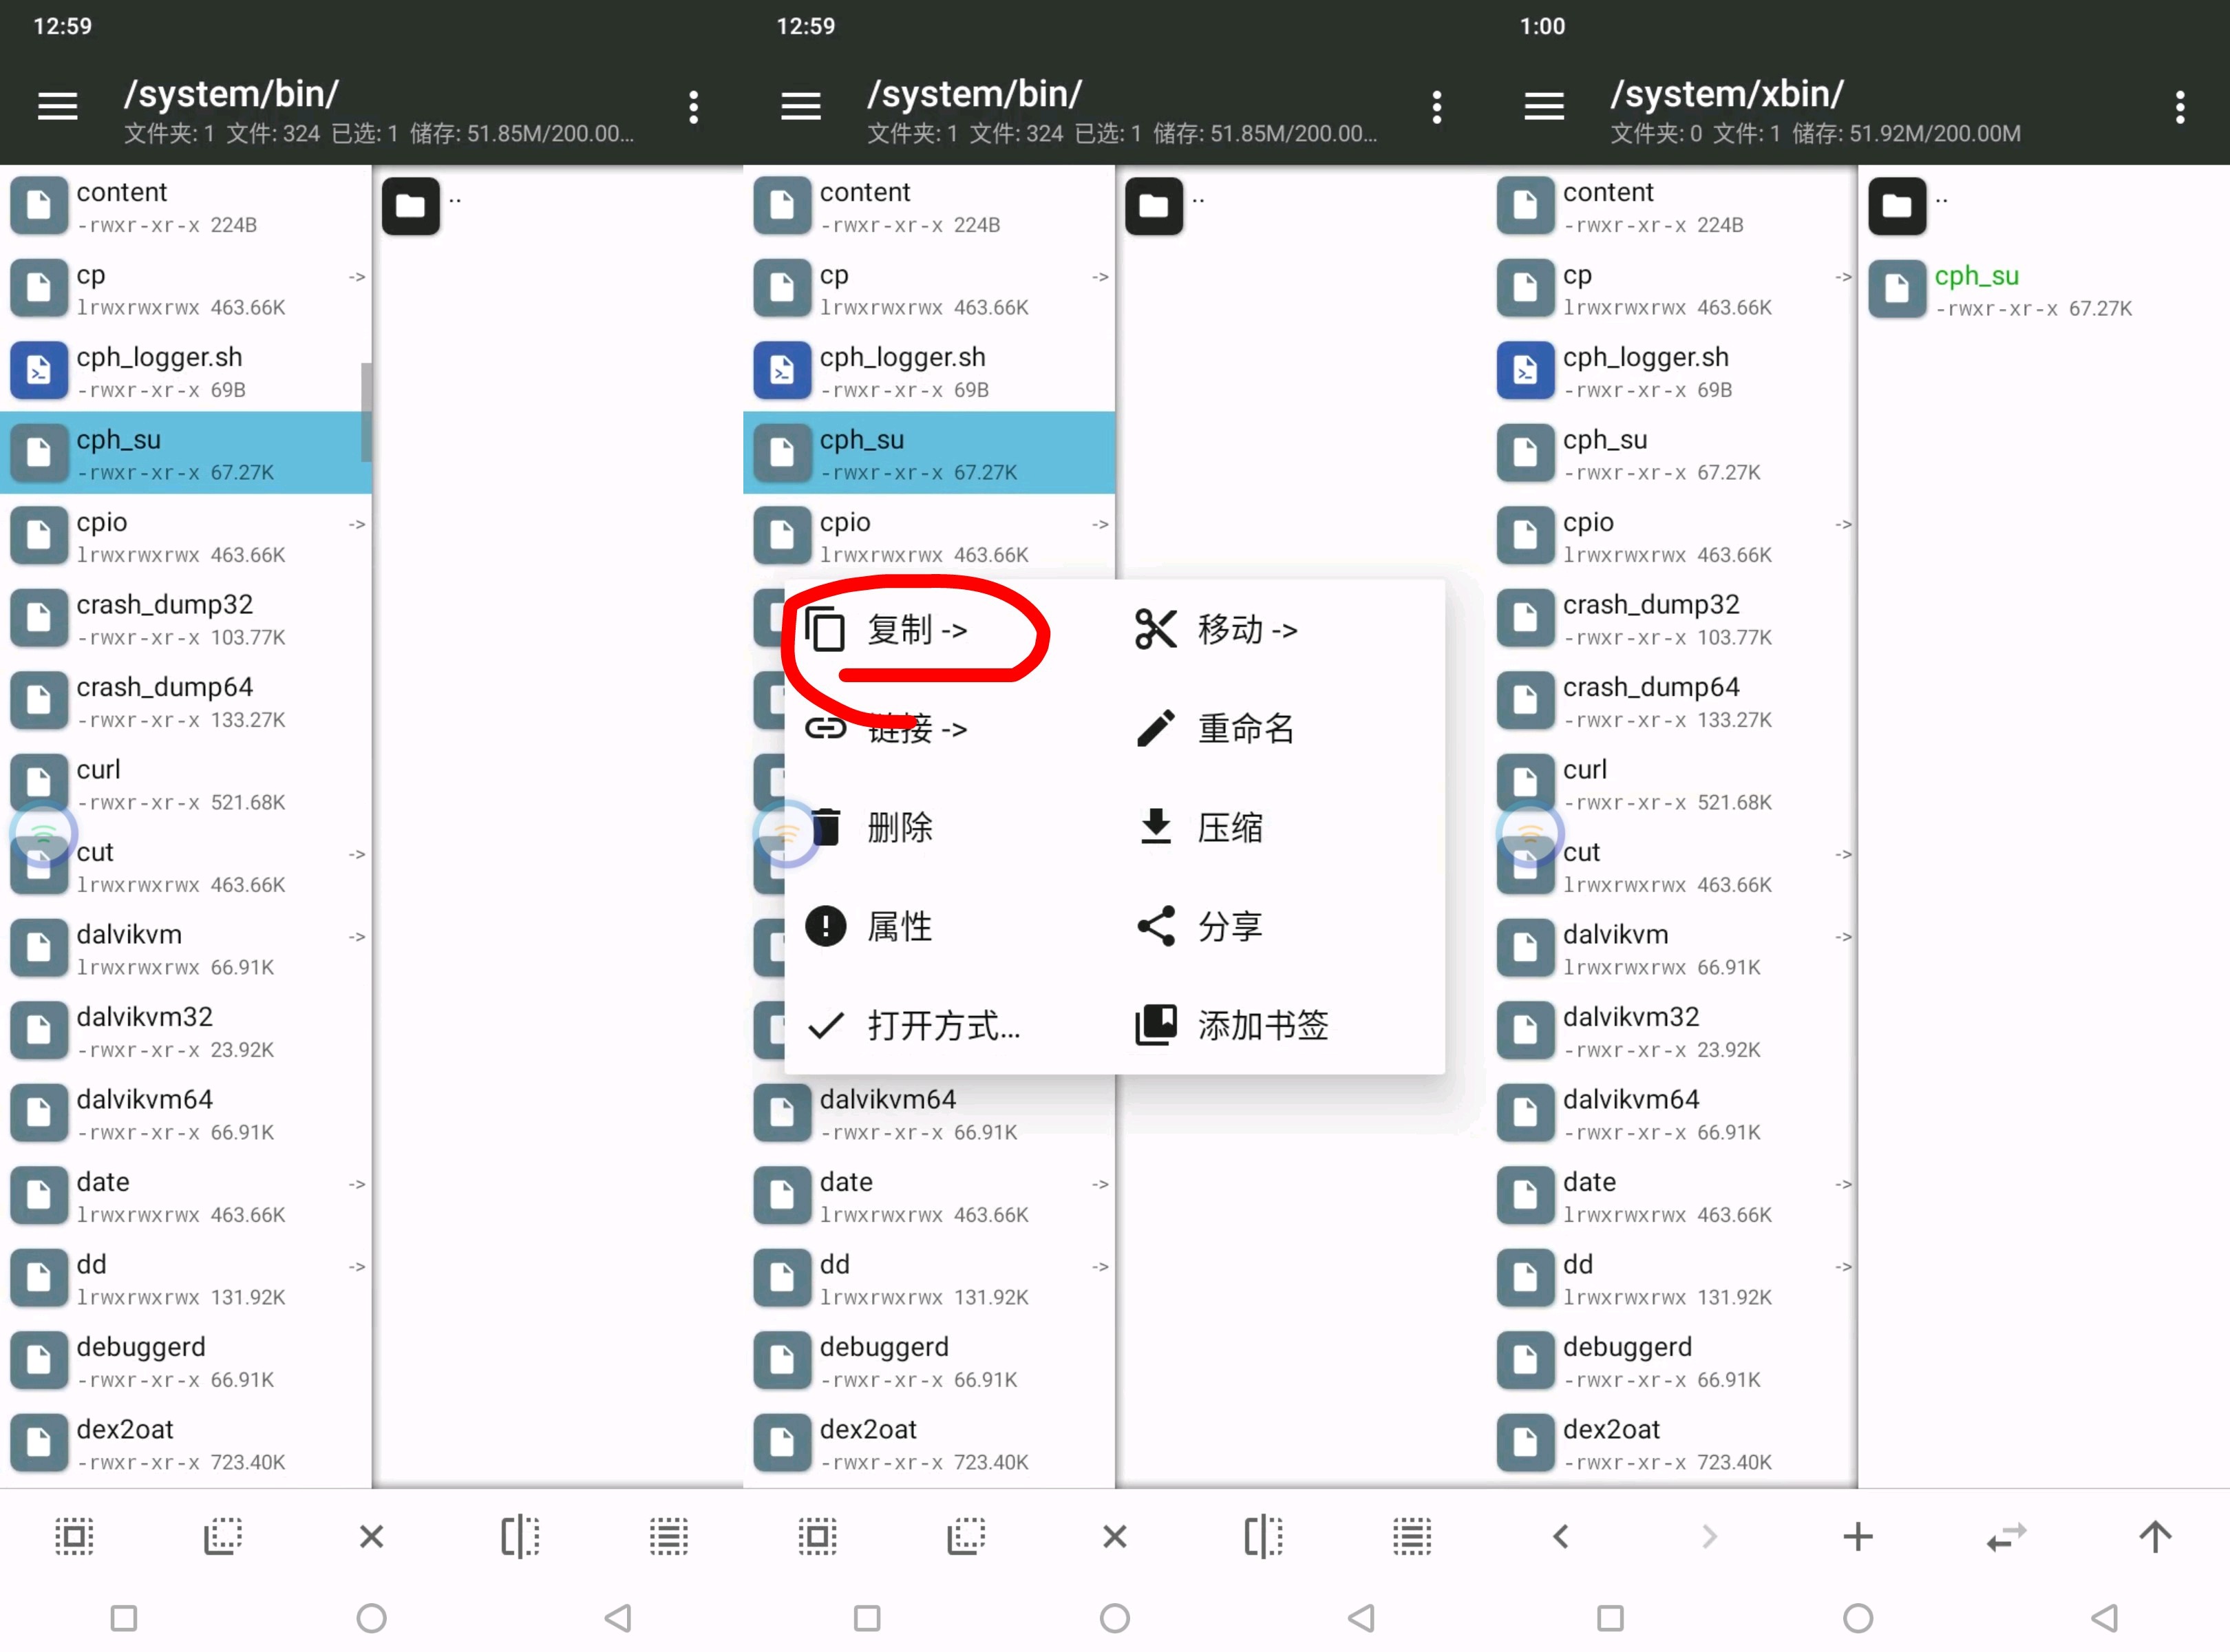 12:59
/system/bin/
文件夹: 1 文件: 324 已选: 1 储存: 51.85M/200.00...
content
-rwxr-xr-x 224B
cp ->
lrwxrwxrwx 463.66K
cph_logger.sh
-rwxr-xr-x 69B
cph_su
-rwxr-xr-x 67.27K
cpio ->
lrwxrwxrwx 463.66K
crash_dump32
-rwxr-xr-x 103.77K
crash_dump64
-rwxr-xr-x 133.27K
curl
-rwxr-xr-x 521.68K
cut ->
lrwxrwxrwx 463.66K
dalvikvm ->
lrwxrwxrwx 66.91K
dalvikvm32
-rwxr-xr-x 23.92K
dalvikvm64
-rwxr-xr-x 66.91K
date ->
lrwxrwxrwx 463.66K
dd ->
lrwxrwxrwx 131.92K
debuggerd
-rwxr-xr-x 66.91K
dex2oat
-rwxr-xr-x 723.40K
..
12:59
/system/bin/
文件夹: 1 文件: 324 已选: 1 储存: 51.85M/200.00...
content
-rwxr-xr-x 224B
cp ->
lrwxrwxrwx 463.66K
cph_logger.sh
-rwxr-xr-x 69B
cph_su
-rwxr-xr-x 67.27K
cpio ->
lrwxrwxrwx 463.66K
复制 -> 移动 ->
链接 -> 重命名
删除 压缩
属性 分享
打开方式... 添加书签
dalvikvm64
-rwxr-xr-x 66.91K
date ->
lrwxrwxrwx 463.66K
dd ->
lrwxrwxrwx 131.92K
debuggerd
-rwxr-xr-x 66.91K
dex2oat
-rwxr-xr-x 723.40K
..
1:00
/system/xbin/
文件夹: 0 文件: 1 储存: 51.92M/200.00M
content
-rwxr-xr-x 224B
cp ->
lrwxrwxrwx 463.66K
cph_logger.sh
-rwxr-xr-x 69B
cph_su
-rwxr-xr-x 67.27K
cpio ->
lrwxrwxrwx 463.66K
crash_dump32
-rwxr-xr-x 103.77K
crash_dump64
-rwxr-xr-x 133.27K
curl
-rwxr-xr-x 521.68K
cut ->
lrwxrwxrwx 463.66K
dalvikvm ->
lrwxrwxrwx 66.91K
dalvikvm32
-rwxr-xr-x 23.92K
dalvikvm64
-rwxr-xr-x 66.91K
date ->
lrwxrwxrwx 463.66K
dd ->
lrwxrwxrwx 131.92K
debuggerd
-rwxr-xr-x 66.91K
dex2oat
-rwxr-xr-x 723.40K
..
cph_su
-rwxr-xr-x 67.27K